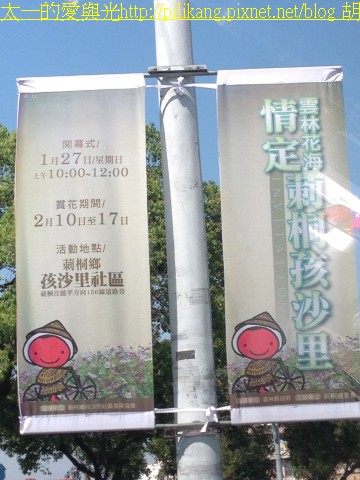 太一的愛與光http://pilikang.pixnet.net/blog 胡
開幕式/
1月27日/星期日
上午10:00~12:00
賞花期間/
2月10日至17日
活動地點/
莿桐鄉
孩沙里社區
雲林花海
情定莿桐孩沙里